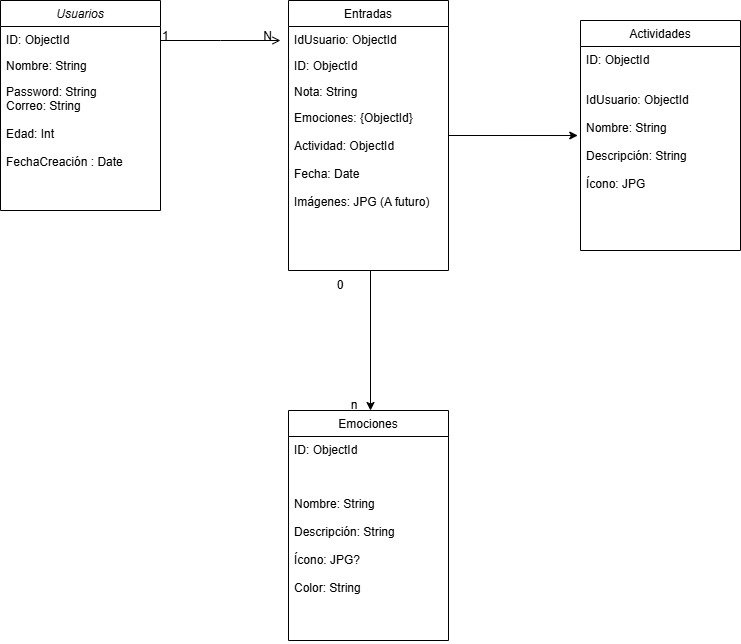 Usuarios
ID: ObjectId
Nombre: String
Password: String
Correo: String
Edad: Int
FechaCreación : Date
1
N
Entradas
IdUsuario: ObjectId
ID: ObjectId
Nota: String
Emociones: {ObjectId}
Actividad: ObjectId
Fecha: Date
Imágenes: JPG (A futuro)
Actividades
ID: ObjectId
IdUsuario: ObjectId
Nombre: String
Descripción: String
Ícono: JPG
0
n
Emociones
ID: ObjectId
Nombre: String
Descripción: String
Ícono: JPG?
Color: String